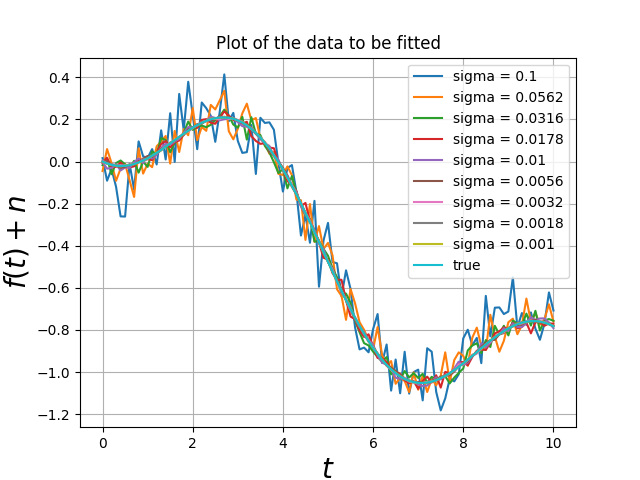 Plot of the data to be fitted
f(t) + n
0.4
0.2
0.0
−0.2
−0.4
−0.6
−0.8
−1.0
−1.2
sigma = 0.1
sigma = 0.0562
sigma = 0.0316
sigma = 0.0178
sigma = 0.01
sigma = 0.0056
sigma = 0.0032
sigma = 0.0018
sigma = 0.001
true
0 2 4 6 8 10
t